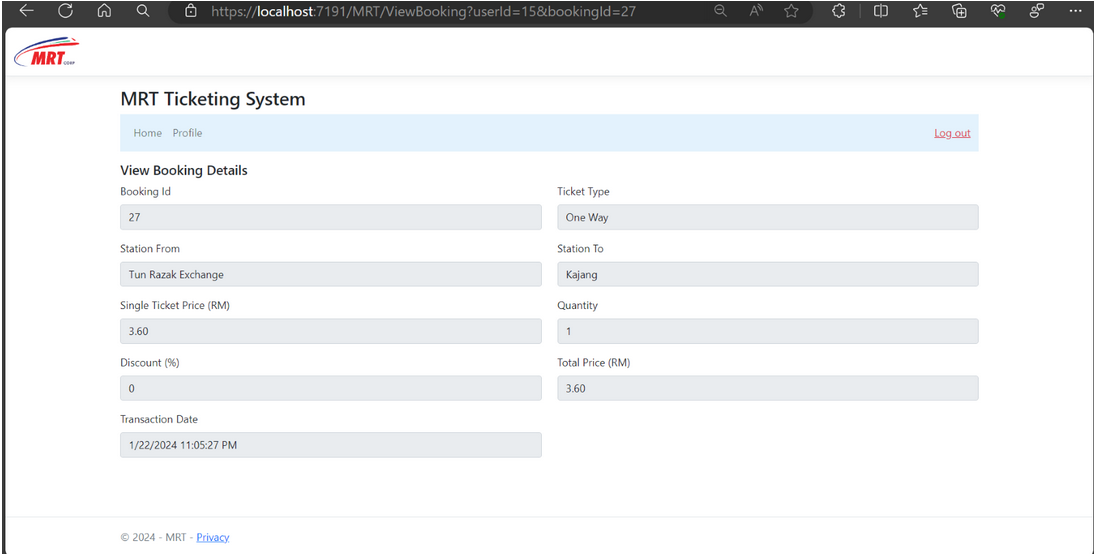 https://localhost:7191/MRT/ViewBooking?userId=15&bookingId=27
MRT CORP
MRT Ticketing System
Home Profile Log out
View Booking Details
Booking Id Ticket Type
27 One Way
Station From Station To
Tun Razak Exchange Kajang
Single Ticket Price (RM) Quantity
3.60 1
Discount (%) Total Price (RM)
0 3.60
Transaction Date
1/22/2024 11:05:27 PM
© 2024 - MRT - Privacy